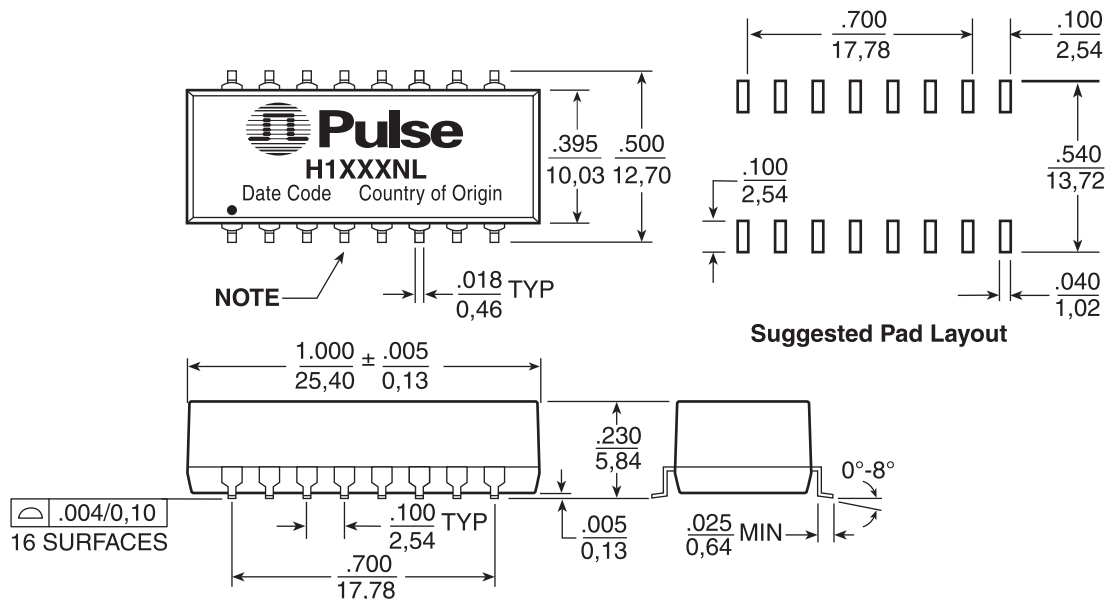 Pulse
H1XXXNL
Date Code Country of Origin
.395
10,03
.500
12,70
NOTE
.018
0,46
TYP
.700
17,78
.100
2,54
.100
2,54
.540
13,72
.040
1,02
Suggested Pad Layout
1.000 ± .005
25,40 0,13
.230
5,84
.004/0,10
16 SURFACES
.100
2,54
TYP
.700
17,78
.005
0,13
0°-8°
.025
0,64
MIN